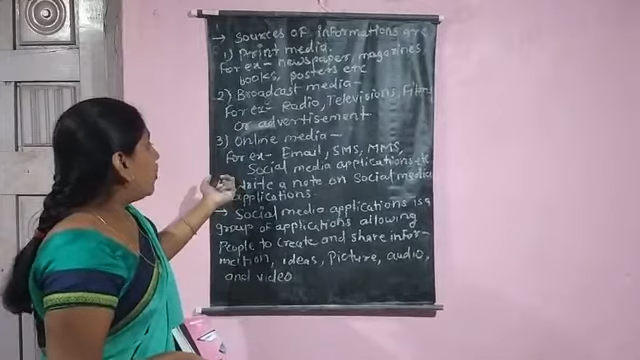 → Sources of informations are
1) Print media.
For ex- newspaper, magazines
books, posters etc
2) Broadcast media-
For ex- Radio, Televisions, Films
or advertisement-
3) Online media -
For ex- Email, SMS, MMS,
Social media applications etc
Write a note on Social media
applications.
→ Social media applications is a
group of applications allowing
People to create and share infor-
mation, ideas, Picture, audio,
and video